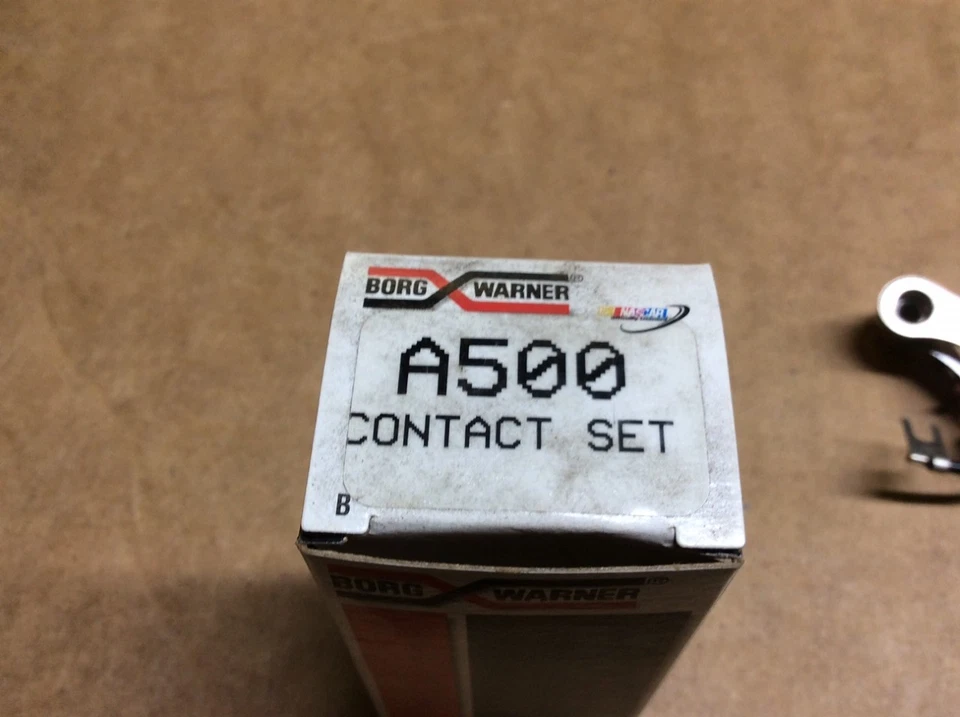 BORG WARNER ®
NASCAR
A500
CONTACT SET
B
BORG WARNER ®